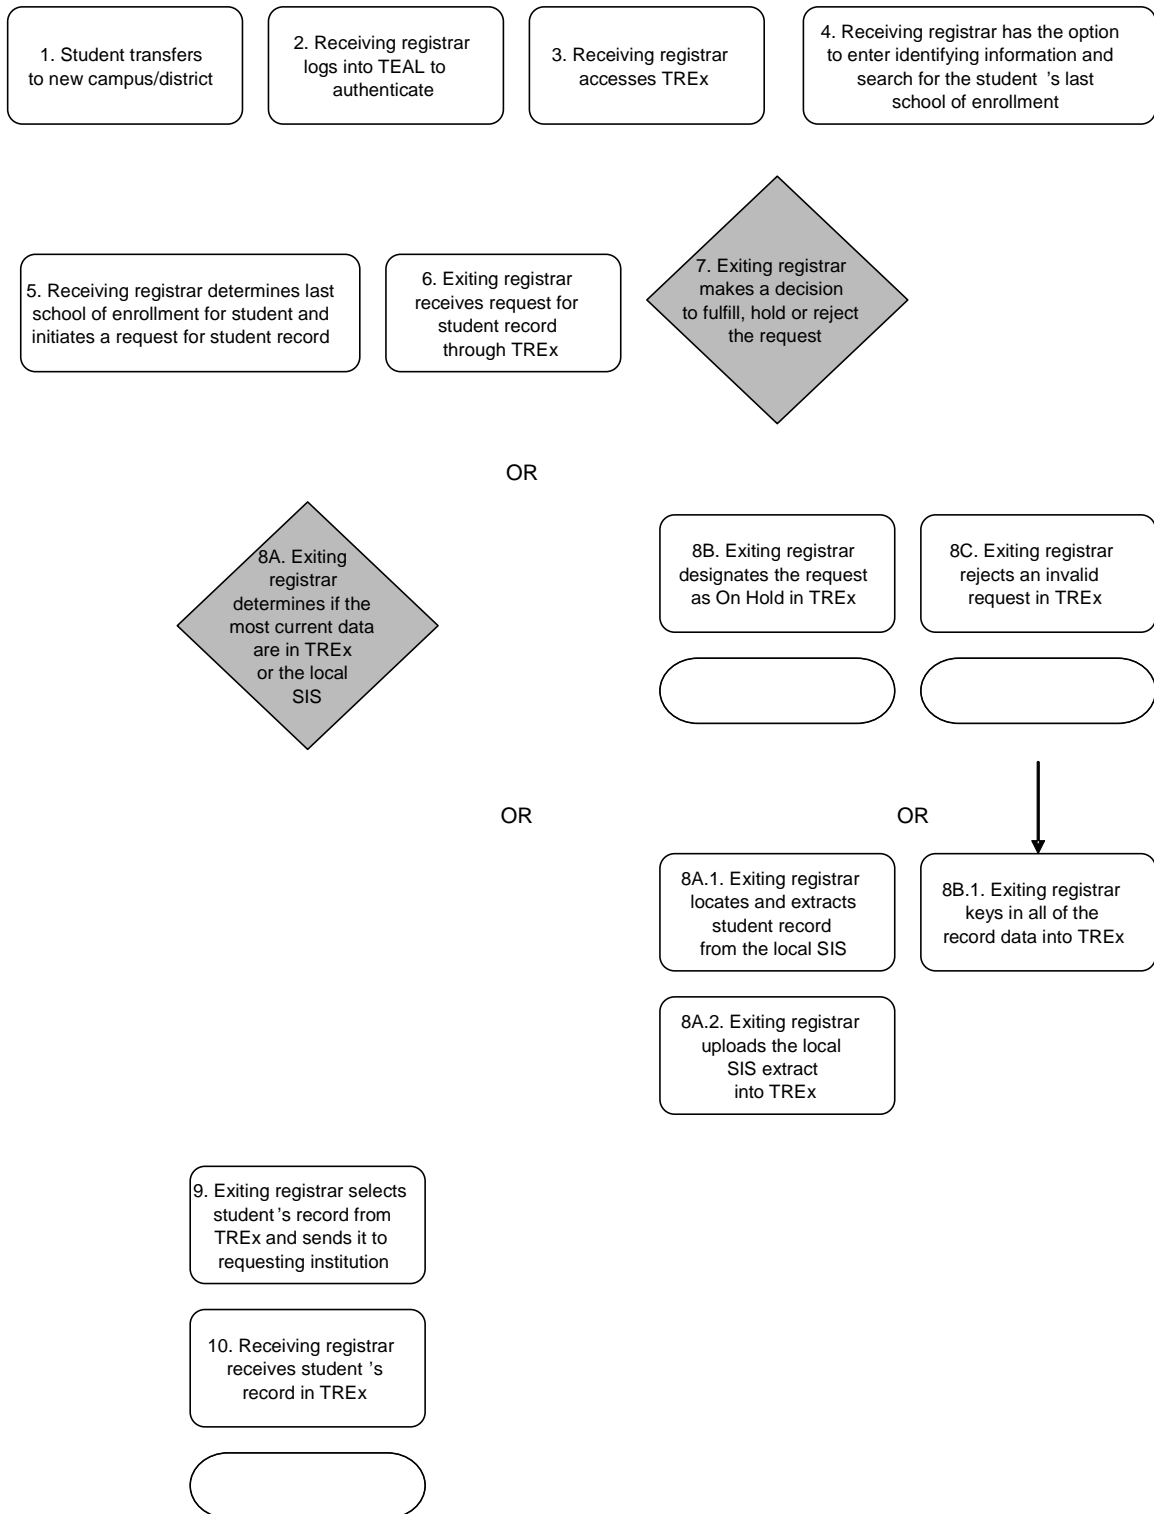 1. Student transfers
to new campus/district
2. Receiving registrar
logs into TEAL to
authenticate
3. Receiving registrar
accesses TREx
4. Receiving registrar has the option
to enter identifying information and
search for the student ’s last
school of enrollment
5. Receiving registrar determines last
school of enrollment for student and
initiates a request for student record
6. Exiting registrar
receives request for
student record
through TREx
7. Exiting registrar
makes a decision
to fulfill, hold or reject
the request
OR
8A. Exiting
registrar
determines if the
most current data
are in TREx
or the local
SIS
8B. Exiting registrar
designates the request
as On Hold in TREx
8C. Exiting registrar
rejects an invalid
request in TREx
OR
OR
8A.1. Exiting registrar
locates and extracts
student record
from the local SIS
8B.1. Exiting registrar
keys in all of the
record data into TREx
8A.2. Exiting registrar
uploads the local
SIS extract
into TREx
9. Exiting registrar selects
student’s record from
TREx and sends it to
requesting institution
10. Receiving registrar
receives student ’s
record in TREx